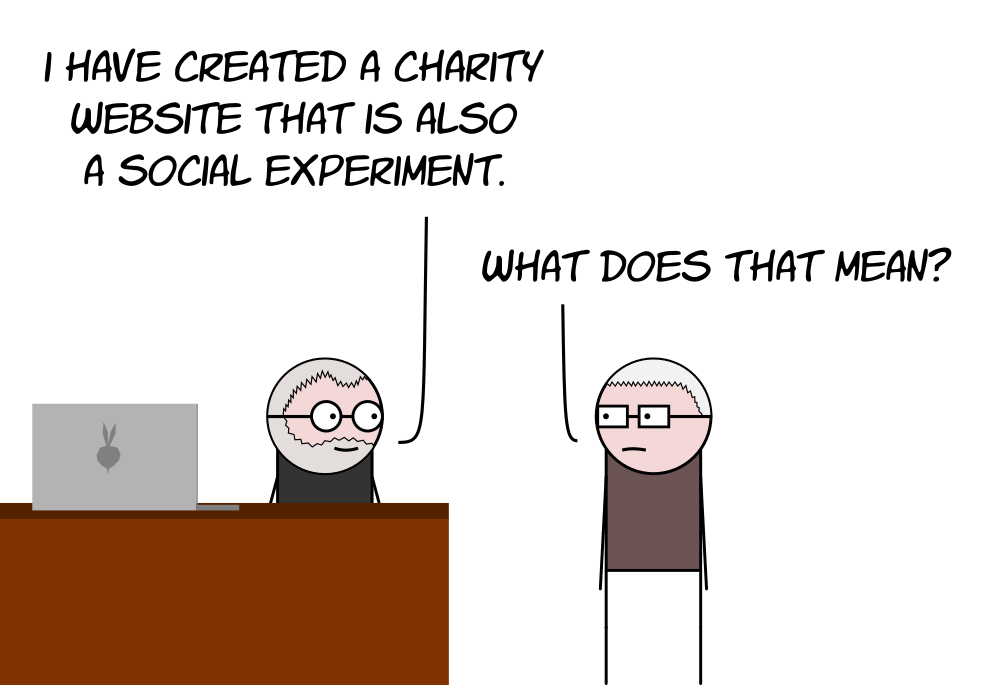 I HAVE CREATED A CHARITY
WEBSITE THAT IS ALSO
A SOCIAL EXPERIMENT.
WHAT DOES THAT MEAN?